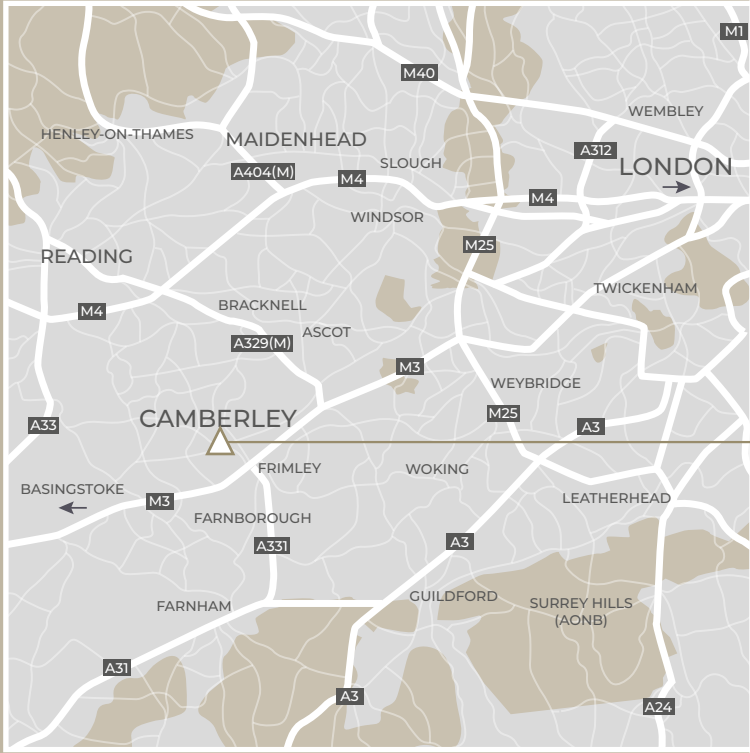 M1
M40
WEMBLEY
HENLEY-ON-THAMES
MAIDENHEAD
A312
SLOUGH
LONDON
A404(M)
M4
M4
WINDSOR
M25
READING
TWICKENHAM
BRACKNELL
M4
ASCOT
A329(M)
M3
WEYBRIDGE
M25
CAMBERLEY
A33
A3
FRIMLEY
WOKING
BASINGSTOKE
M3
LEATHERHEAD
FARNBOROUGH
A331
A3
GUILDFORD
FARNHAM
SURREY HILLS
(AONB)
A31
A3
A24